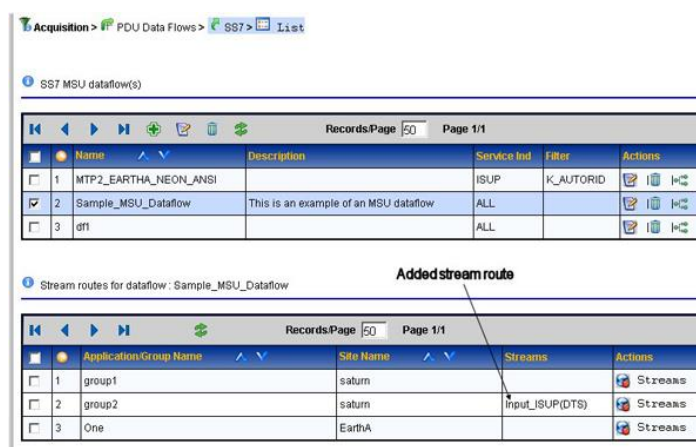 Acquisition > PDU Data Flows > SS7 > List
SS7 MSU dataflow(s)
Records/Page 50 Page 1/1
Name Description Service Ind Filter Actions
1 MTP2_EARTHA_NEON_ANSI ISUP K_AUTORID
2 Sample_MSU_Dataflow This is an example of an MSU dataflow ALL
3 df1 ALL
Added stream route
Stream routes for dataflow : Sample_MSU_Dataflow
Records/Page 50 Page 1/1
Application/Group Name Site Name Streams Actions
1 group1 saturn Streams
2 group2 saturn Input_ISUP(DTS) Streams
3 One EarthA Streams